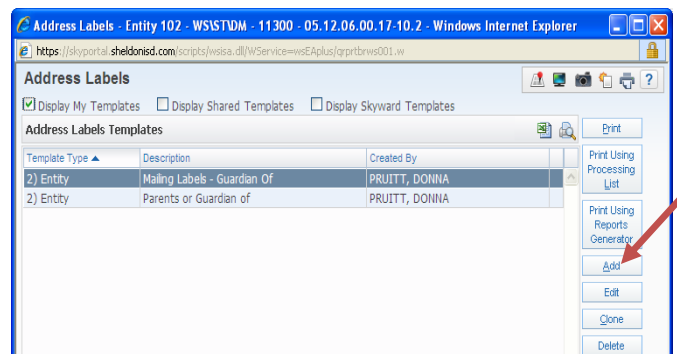 Address Labels - Entity 102 - WS\ST\DM - 11300 - 05.12.06.00.17-10.2 - Windows Internet Explorer
https://skyportal.sheldonisd.com/scripts/wsisa.dll/WService=wsEAplus/qrprtbrws001.w
Address Labels
?
Display My Templates Display Shared Templates Display Skyward Templates
Address Labels Templates
Print
Template Type ▲ Description Created By
2) Entity Mailing Labels - Guardian Of PRUITT, DONNA
2) Entity Parents or Guardian of PRUITT, DONNA
Print Using
Processing
List
Print Using
Reports
Generator
Add
Edit
Clone
Delete